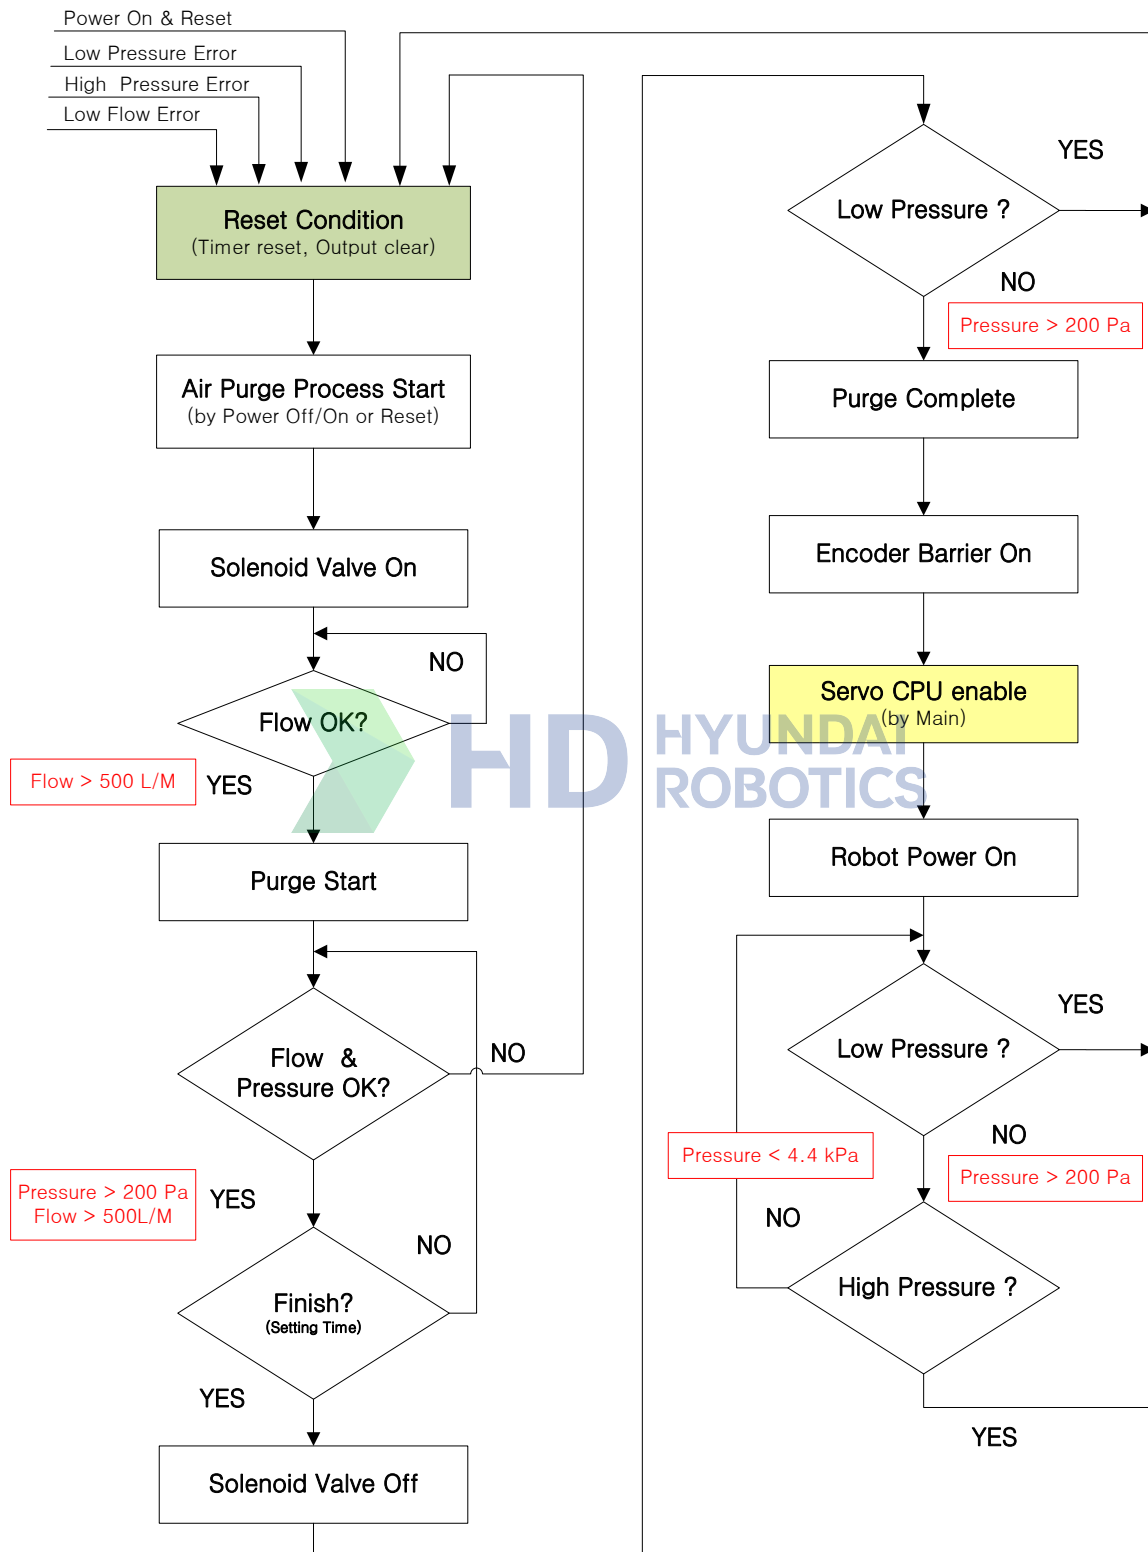 Power On & Reset
Low Pressure Error
High Pressure Error
Low Flow Error
Reset Condition
(Timer reset, Output clear)
Air Purge Process Start
(by Power Off/On or Reset)
Solenoid Valve On
NO
Flow OK?
Flow > 500 L/M
YES
Purge Start
Flow &
Pressure OK?
NO
Pressure > 200 Pa
Flow > 500L/M
YES
NO
Finish?
(Setting Time)
YES
Solenoid Valve Off
YES
Low Pressure ?
NO
Pressure > 200 Pa
Purge Complete
Encoder Barrier On
Servo CPU enable
(by Main)
Robot Power On
YES
Low Pressure ?
NO
Pressure < 4.4 kPa
Pressure > 200 Pa
NO
High Pressure ?
YES
HD HYUNDAI
ROBOTICS